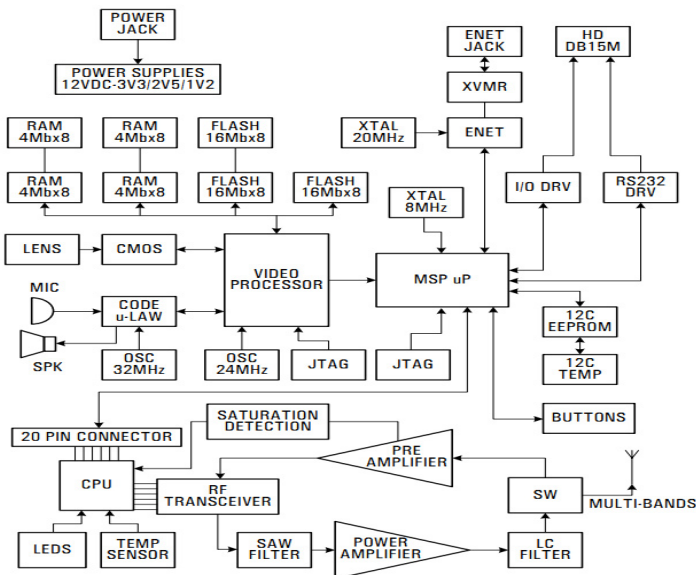 POWER
JACK
POWER SUPPLIES
12VDC-3V3/2V5/1V2
ENET
JACK
HD
DB15M
XVMR
RAM
4Mbx8
RAM
4Mbx8
FLASH
16Mbx8
XTAL
20MHz
ENET
RAM
4Mbx8
RAM
4Mbx8
FLASH
16Mbx8
FLASH
16Mbx8
XTAL
8MHz
I/O DRV
RS232
DRV
LENS
CMOS
VIDEO
PROCESSOR
MSP uP
MIC
CODE
u-LAW
12C
EEPROM
SPK
OSC
32MHz
OSC
24MHz
JTAG
JTAG
12C
TEMP
SATURATION
DETECTION
BUTTONS
20 PIN CONNECTOR
PRE
AMPLIFIER
CPU
RF
TRANSCEIVER
SW
MULTI-BANDS
LEDS
TEMP
SENSOR
SAW
FILTER
POWER
AMPLIFIER
LC
FILTER